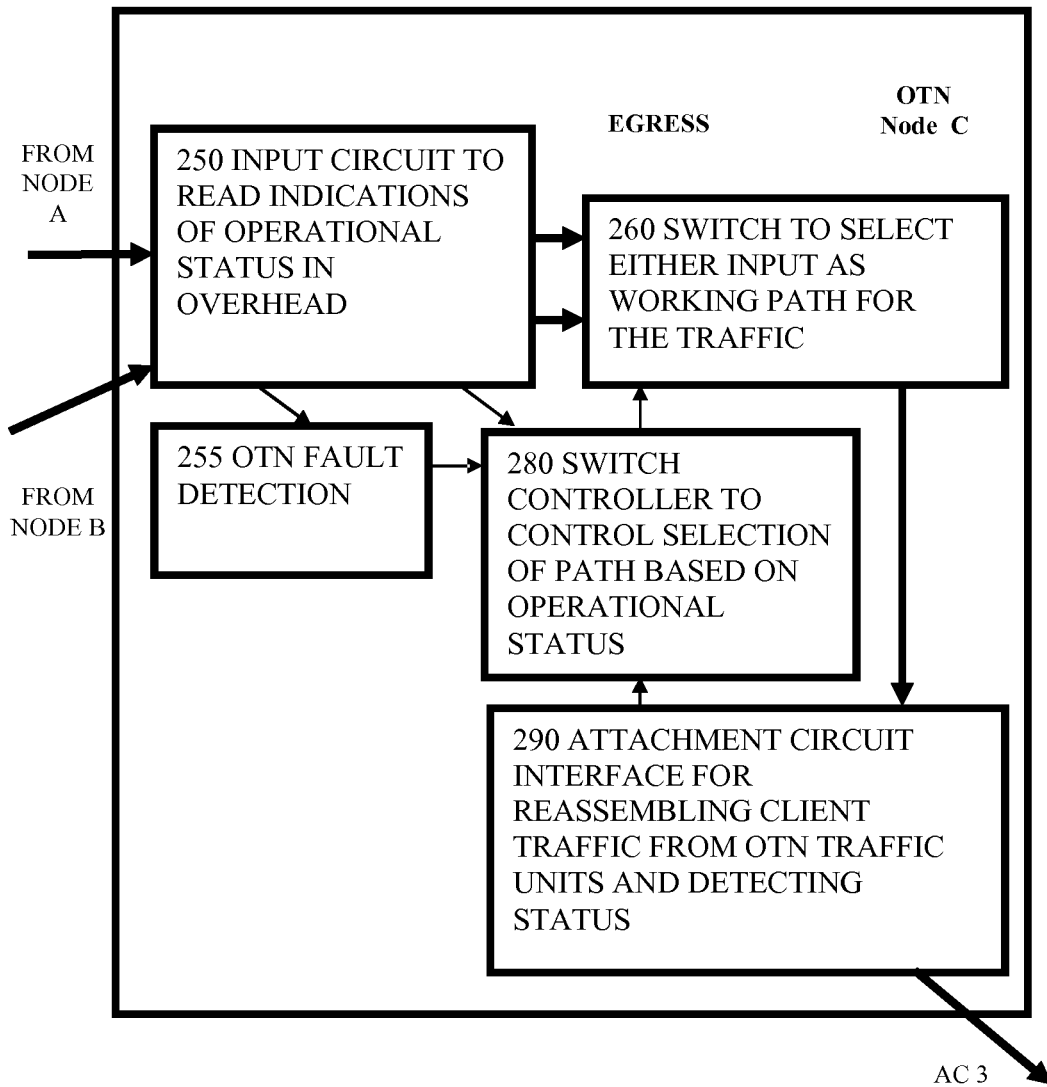 OTN
Node C
EGRESS
FROM
NODE
A
250 INPUT CIRCUIT TO
READ INDICATIONS
OF OPERATIONAL
STATUS IN
OVERHEAD
260 SWITCH TO SELECT
EITHER INPUT AS
WORKING PATH FOR
THE TRAFFIC
FROM
NODE B
255 OTN FAULT
DETECTION
280 SWITCH
CONTROLLER TO
CONTROL SELECTION
OF PATH BASED ON
OPERATIONAL
STATUS
290 ATTACHMENT CIRCUIT
INTERFACE FOR
REASSEMBLING CLIENT
TRAFFIC FROM OTN TRAFFIC
UNITS AND DETECTING
STATUS
AC 3